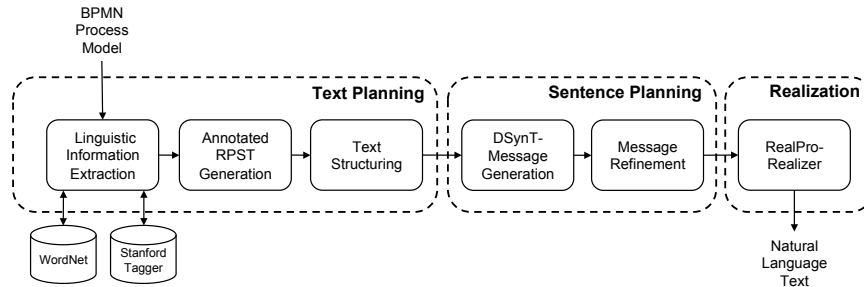 BPMN
Process
Model
Text Planning
Sentence Planning
Realization
Linguistic
Information
Extraction
Annotated
RPST
Generation
Text
Structuring
DSynT-
Message
Generation
Message
Refinement
RealPro-
Realizer
WordNet
Stanford
Tagger
Natural
Language
Text